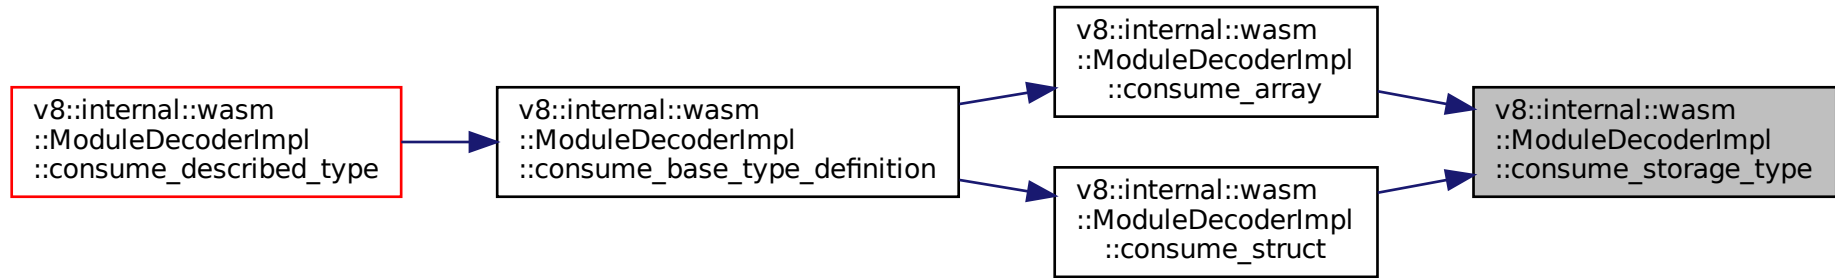 v8::internal::wasm
::ModuleDecoderImpl
::consume_described_type
v8::internal::wasm
::ModuleDecoderImpl
::consume_base_type_definition
v8::internal::wasm
::ModuleDecoderImpl
::consume_array
v8::internal::wasm
::ModuleDecoderImpl
::consume_struct
v8::internal::wasm
::ModuleDecoderImpl
::consume_storage_type